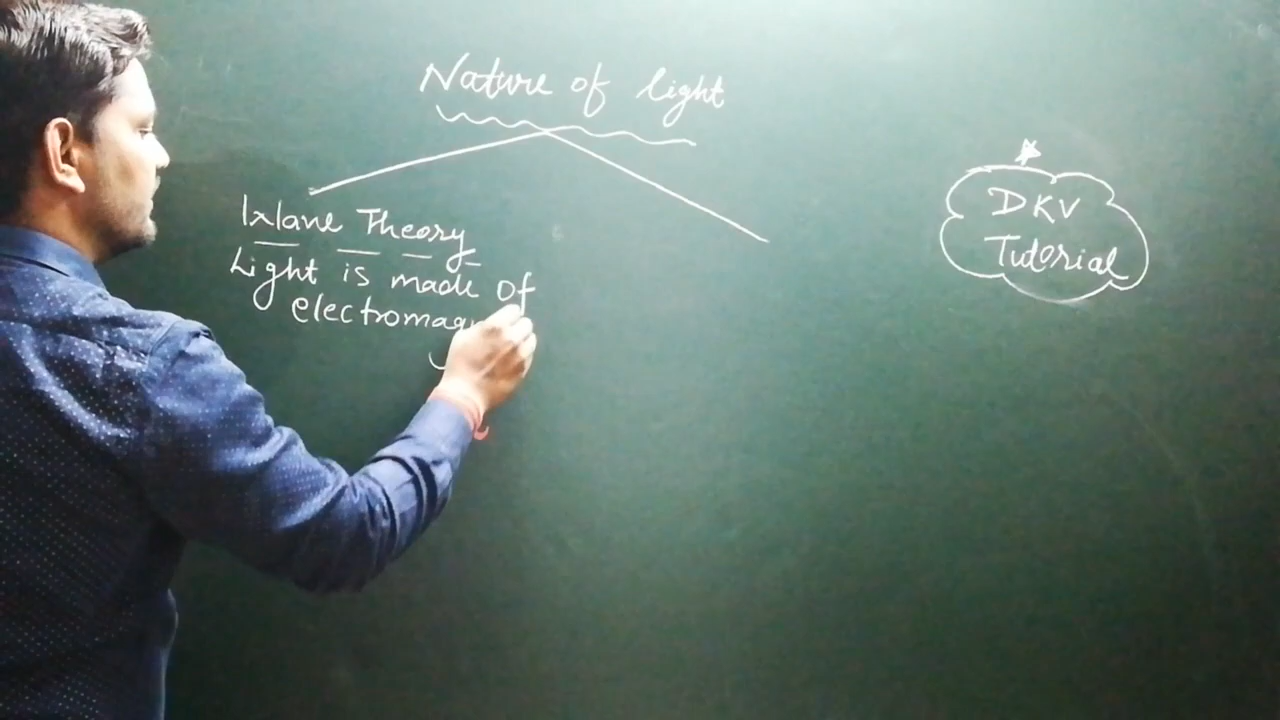 Nature of light
Wave Theory
Light is made of
electromag
DKV
Tutorial